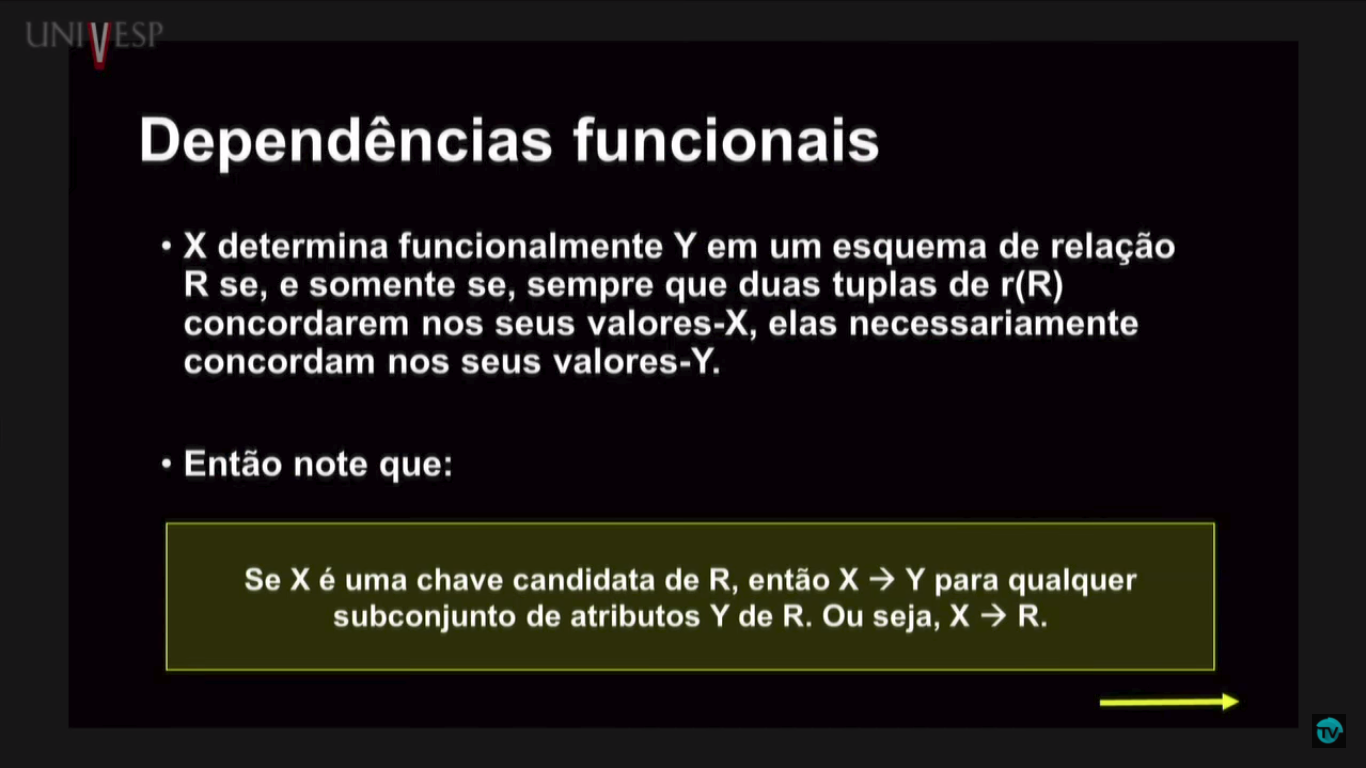 UNIVESP
Dependências funcionais
• X determina funcionalmente Y em um esquema de relação
R se, e somente se, sempre que duas tuplas de r(R)
concordarem nos seus valores-X, elas necessariamente
concordam nos seus valores-Y.
• Então note que:
Se X é uma chave candidata de R, então X → Y para qualquer
subconjunto de atributos Y de R. Ou seja, X → R.
TV